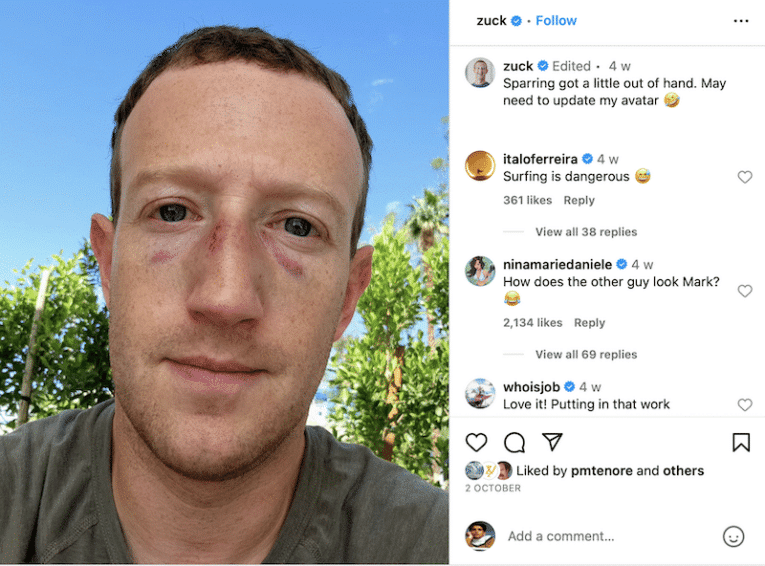 zuck • Follow
zuck Edited • 4 w
Sparring got a little out of hand. May
need to update my avatar 🤣
italoferreira 4 w
Surfing is dangerous 😅
361 likes Reply
View all 38 replies
ninamariedaniele 4 w
How does the other guy look Mark?
😂
2,134 likes Reply
View all 69 replies
whoisjob 4 w
Love it! Putting in that work
Liked by pmtenore and others
2 OCTOBER
Add a comment...